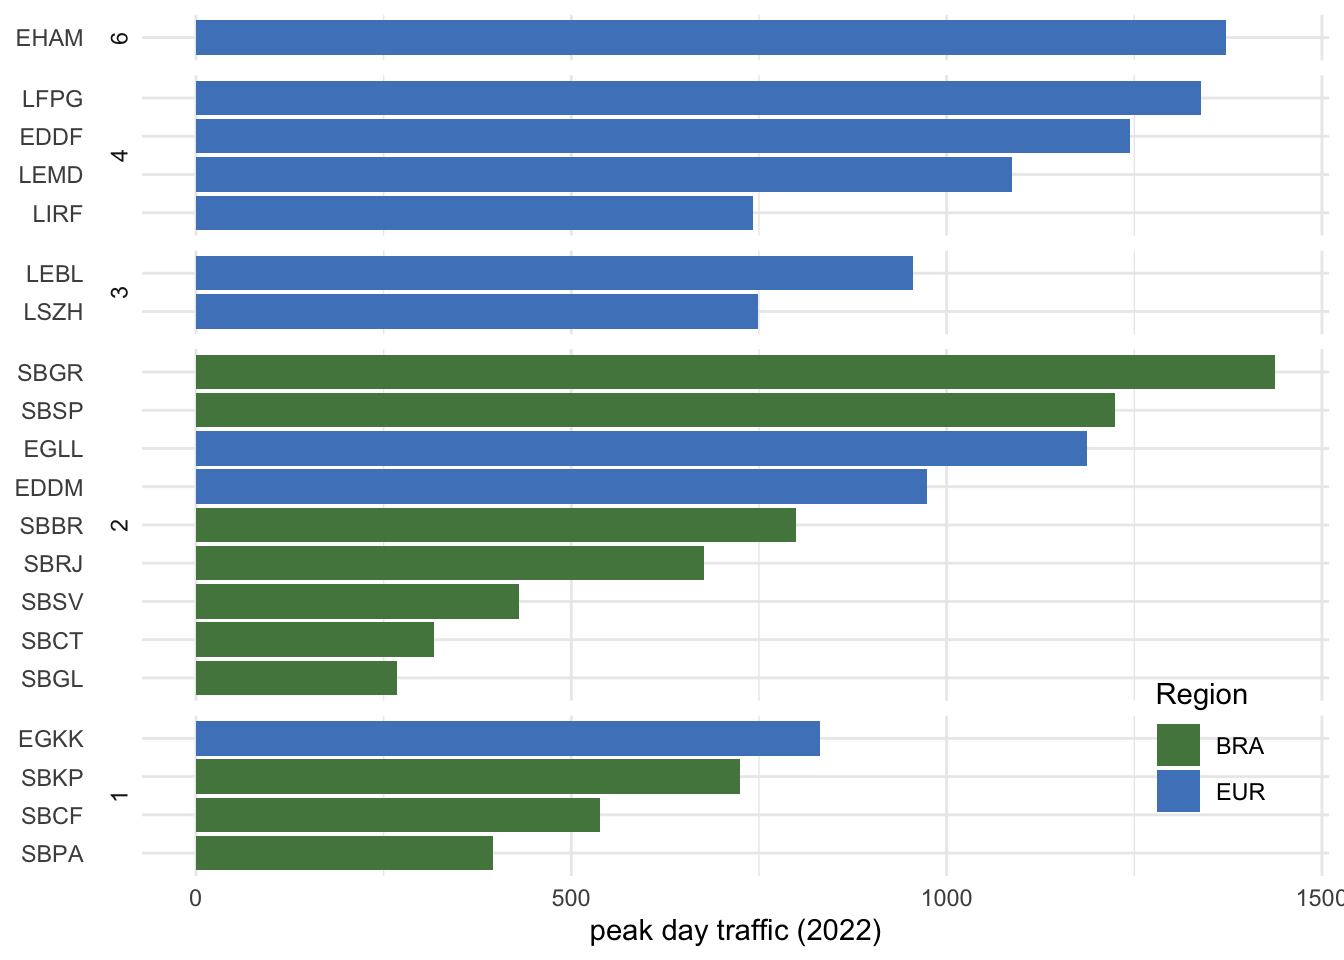 EHAM
6
LFPG
EDDF
LEMD
LIRF
4
LEBL
LSZH
3
SBGR
SBSP
EGLL
EDDM
SBBR
SBRJ
SBSV
SBCT
SBGL
2
EGKK
SBKP
SBCF
SBPA
1
Region
BRA
EUR
0 500 1000 1500
peak day traffic (2022)